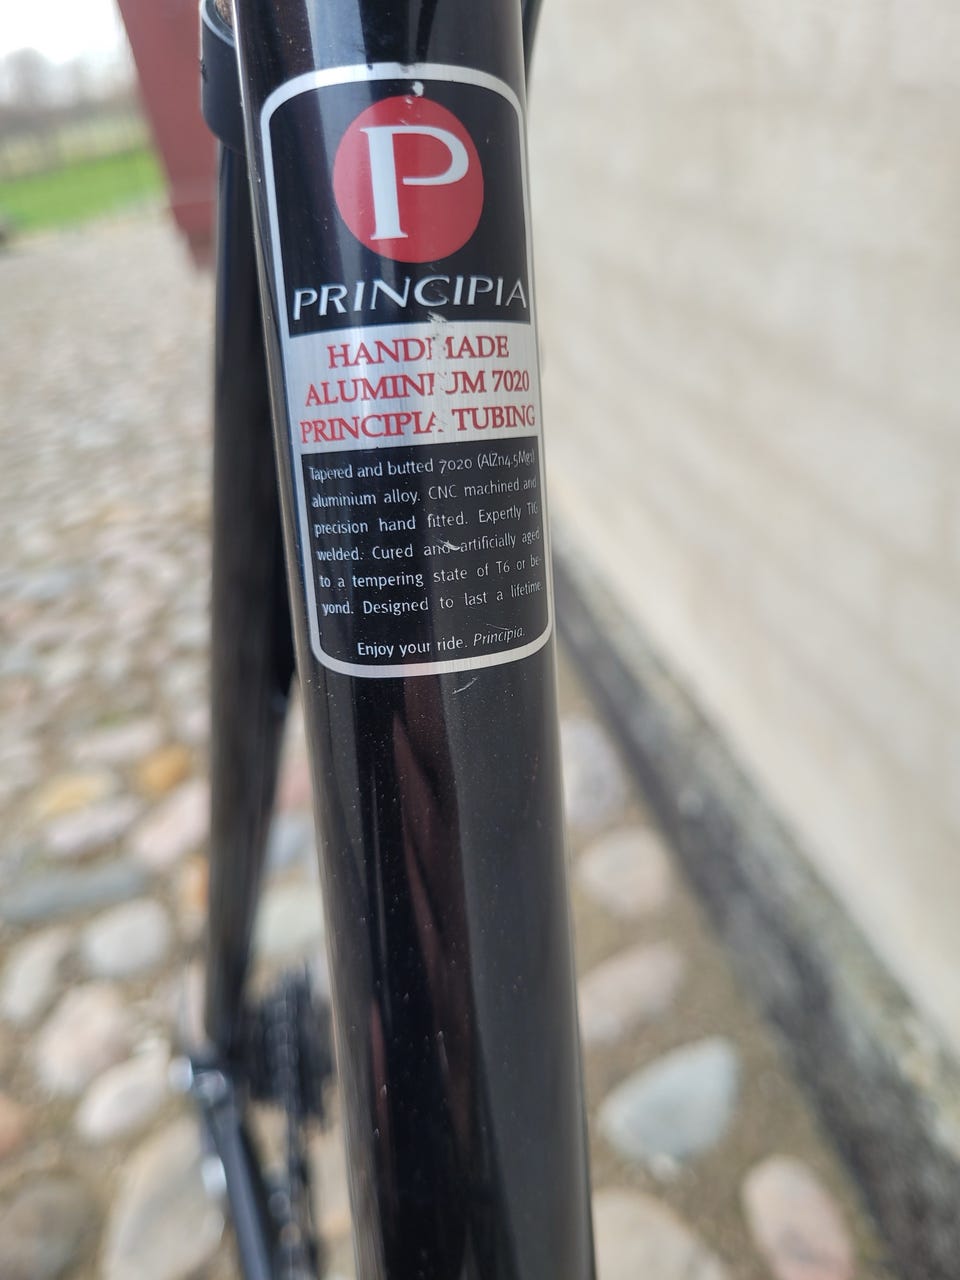 P
PRINCIPIA
HANDMADE
ALUMINIUM 7020
PRINCIPIA TUBING
Tapered and butted 7020 (AlZn4.5Mg1)
aluminium alloy. CNC machined and
precision hand fitted. Expertly TIG
welded. Cured and artificially aged
to a tempering state of T6 or be-
yond. Designed to last a lifetime.
Enjoy your ride. Principia.